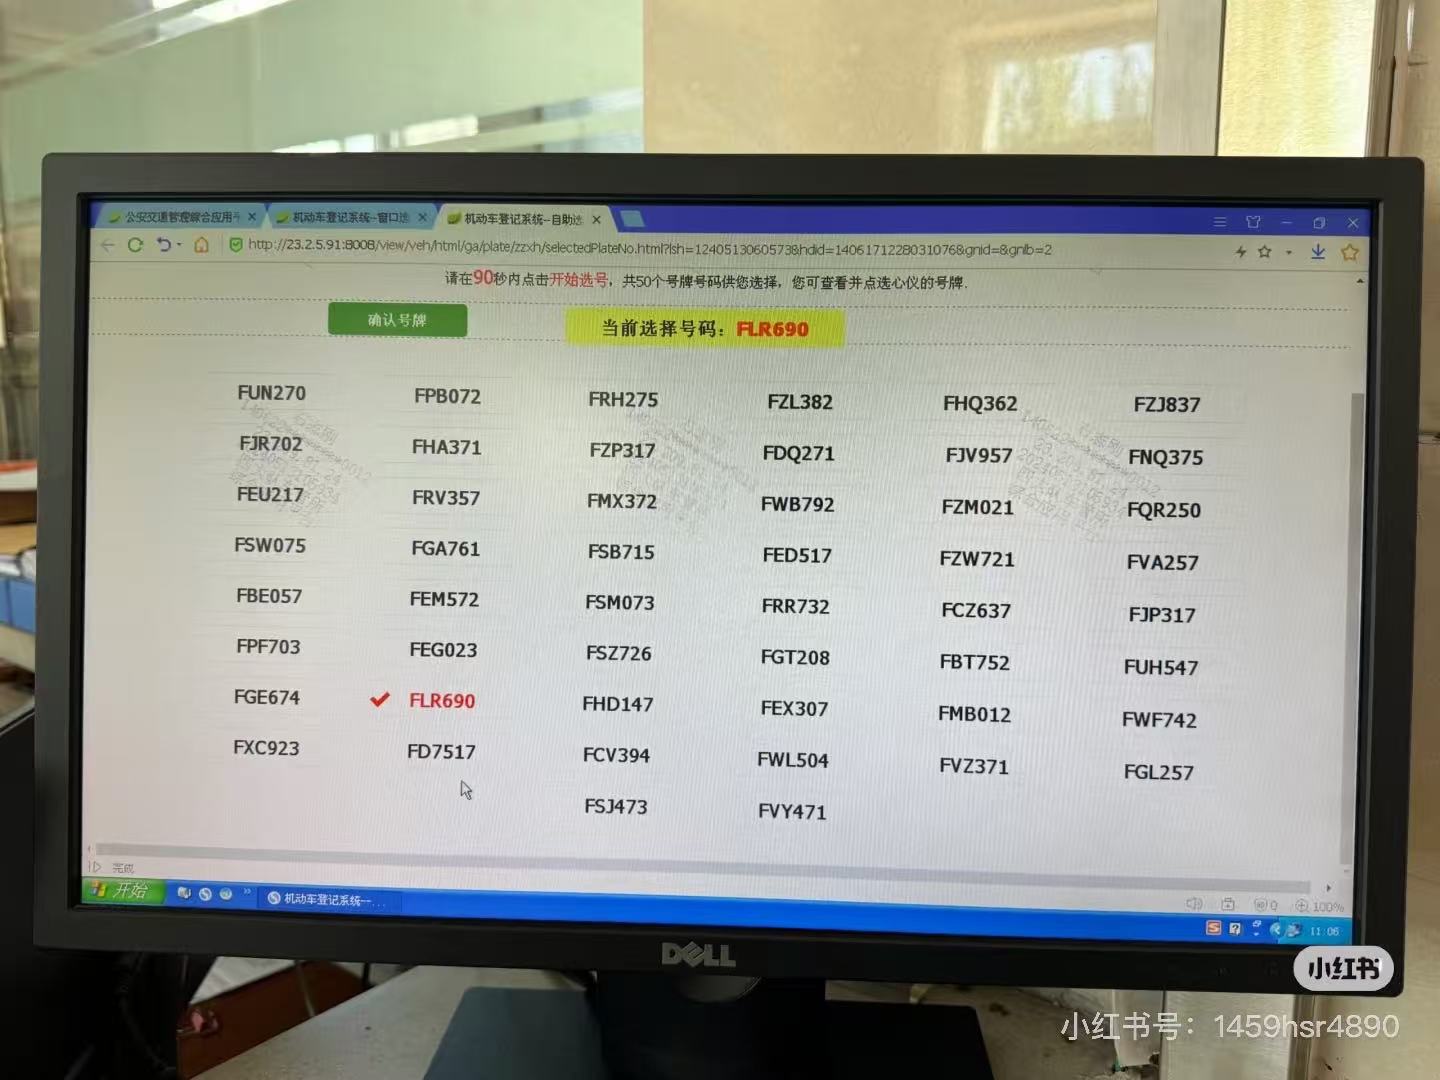 公安交通管理综合应用平
机动车登记系统--窗口选
机动车登记系统--自助选
http://23.2.5.91:8008/view/veh/html/ga/plate/zzxh/selectedPlateNo.html?lsh=1240513060573&hdid=1406171228031076&gnid=&gnlb=2
请在90秒内点击开始选号，共50个号牌号码供您选择，您可查看并点选心仪的号牌.
确认号牌
当前选择号码：FLR690
FUN270 FPB072 FRH275 FZL382 FHQ362 FZJ837
FJR702 FHA371 FZP317 FDQ271 FJV957 FNQ375
FEU217 FRV357 FMX372 FWB792 FZM021 FQR250
FSW075 FGA761 FSB715 FED517 FZW721 FVA257
FBE057 FEM572 FSM073 FRR732 FCZ637 FJP317
FPF703 FEG023 FSZ726 FGT208 FBT752 FUH547
FGE674 FLR690 FHD147 FEX307 FMB012 FWF742
FXC923 FD7517 FCV394 FWL504 FVZ371 FGL257
FSJ473 FVY471
完成
开始
机动车登记系统--...
100%
11:06
DELL
小红书
小红书号：1459hsr4890